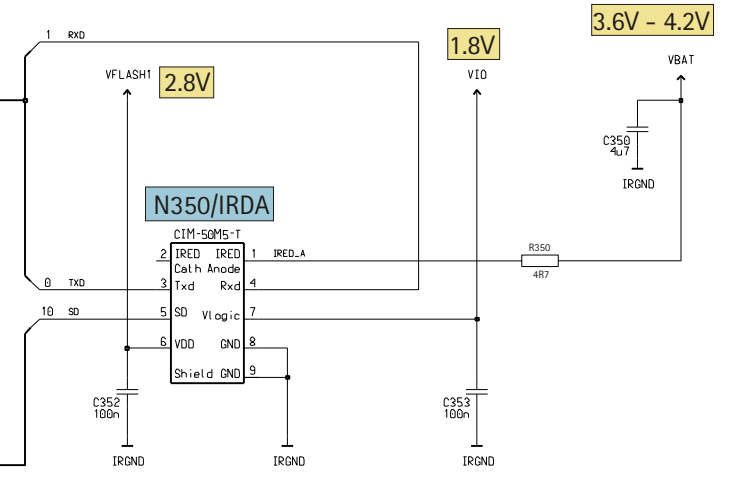 3.6V - 4.2V
1 RXD
1.8V
VBAT
VFLASH1
2.8V
VIO
C350
4u7
IRGND
N350/IRDA
CIM-50M5-T
2 IRED IRED 1 IRED_A
Cath Anode
R350
4R7
0 TXD 3 Txd Rxd 4
10 SD 5 SD Vlogic 7
6 VDD GND 8
Shield GND 9
C352
100n
C353
100n
IRGND
IRGND
IRGND